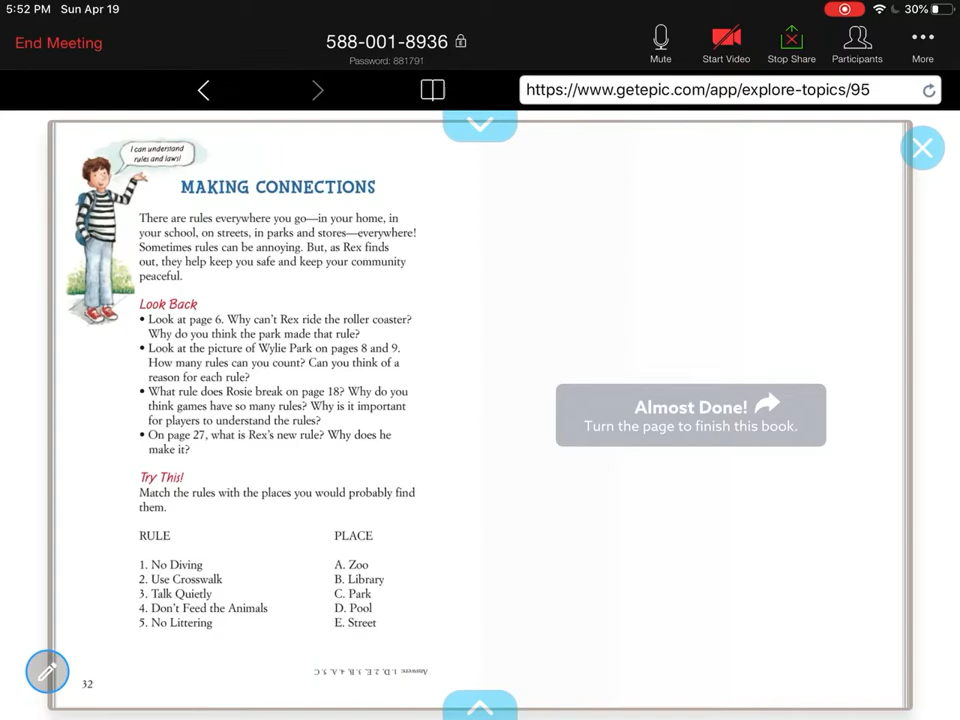 5:52 PM Sun Apr 19
30%
End Meeting
588-001-8936
Password: 881791
Mute
Start Video
Stop Share
Participants
More
https://www.getepic.com/app/explore-topics/95
I can understand
rules and laws!
MAKING CONNECTIONS
There are rules everywhere you go—in your home, in
your school, on streets, in parks and stores—everywhere!
Sometimes rules can be annoying. But, as Rex finds
out, they help keep you safe and keep your community
peaceful.
Look Back
• Look at page 6. Why can't Rex ride the roller coaster?
Why do you think the park made that rule?
• Look at the picture of Wylie Park on pages 8 and 9.
How many rules can you count? Can you think of a
reason for each rule?
• What rule does Rosie break on page 18? Why do you
think games have so many rules? Why is it important
for players to understand the rules?
• On page 27, what is Rex's new rule? Why does he
make it?
Try This!
Match the rules with the places you would probably find
them.
RULE PLACE
1. No Diving A. Zoo
2. Use Crosswalk B. Library
3. Talk Quietly C. Park
4. Don't Feed the Animals D. Pool
5. No Littering E. Street
Answers: 1. D, 2. E, 3. B, 4. A, 5. C
32
Almost Done!
Turn the page to finish this book.